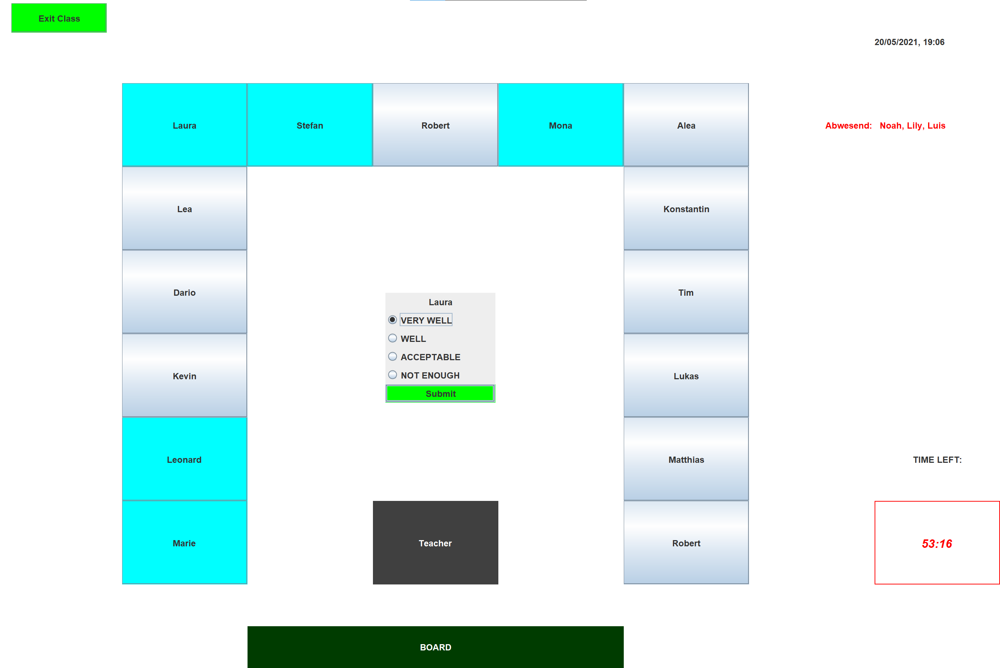 Exit Class
20/05/2021, 19:06
Laura
Stefan
Robert
Mona
Alea
Abwesend: Noah, Lily, Luis
Lea
Konstantin
Dario
Tim
Laura
VERY WELL
WELL
ACCEPTABLE
NOT ENOUGH
Submit
Kevin
Lukas
Leonard
Matthias
TIME LEFT:
Marie
Teacher
Robert
53:16
BOARD